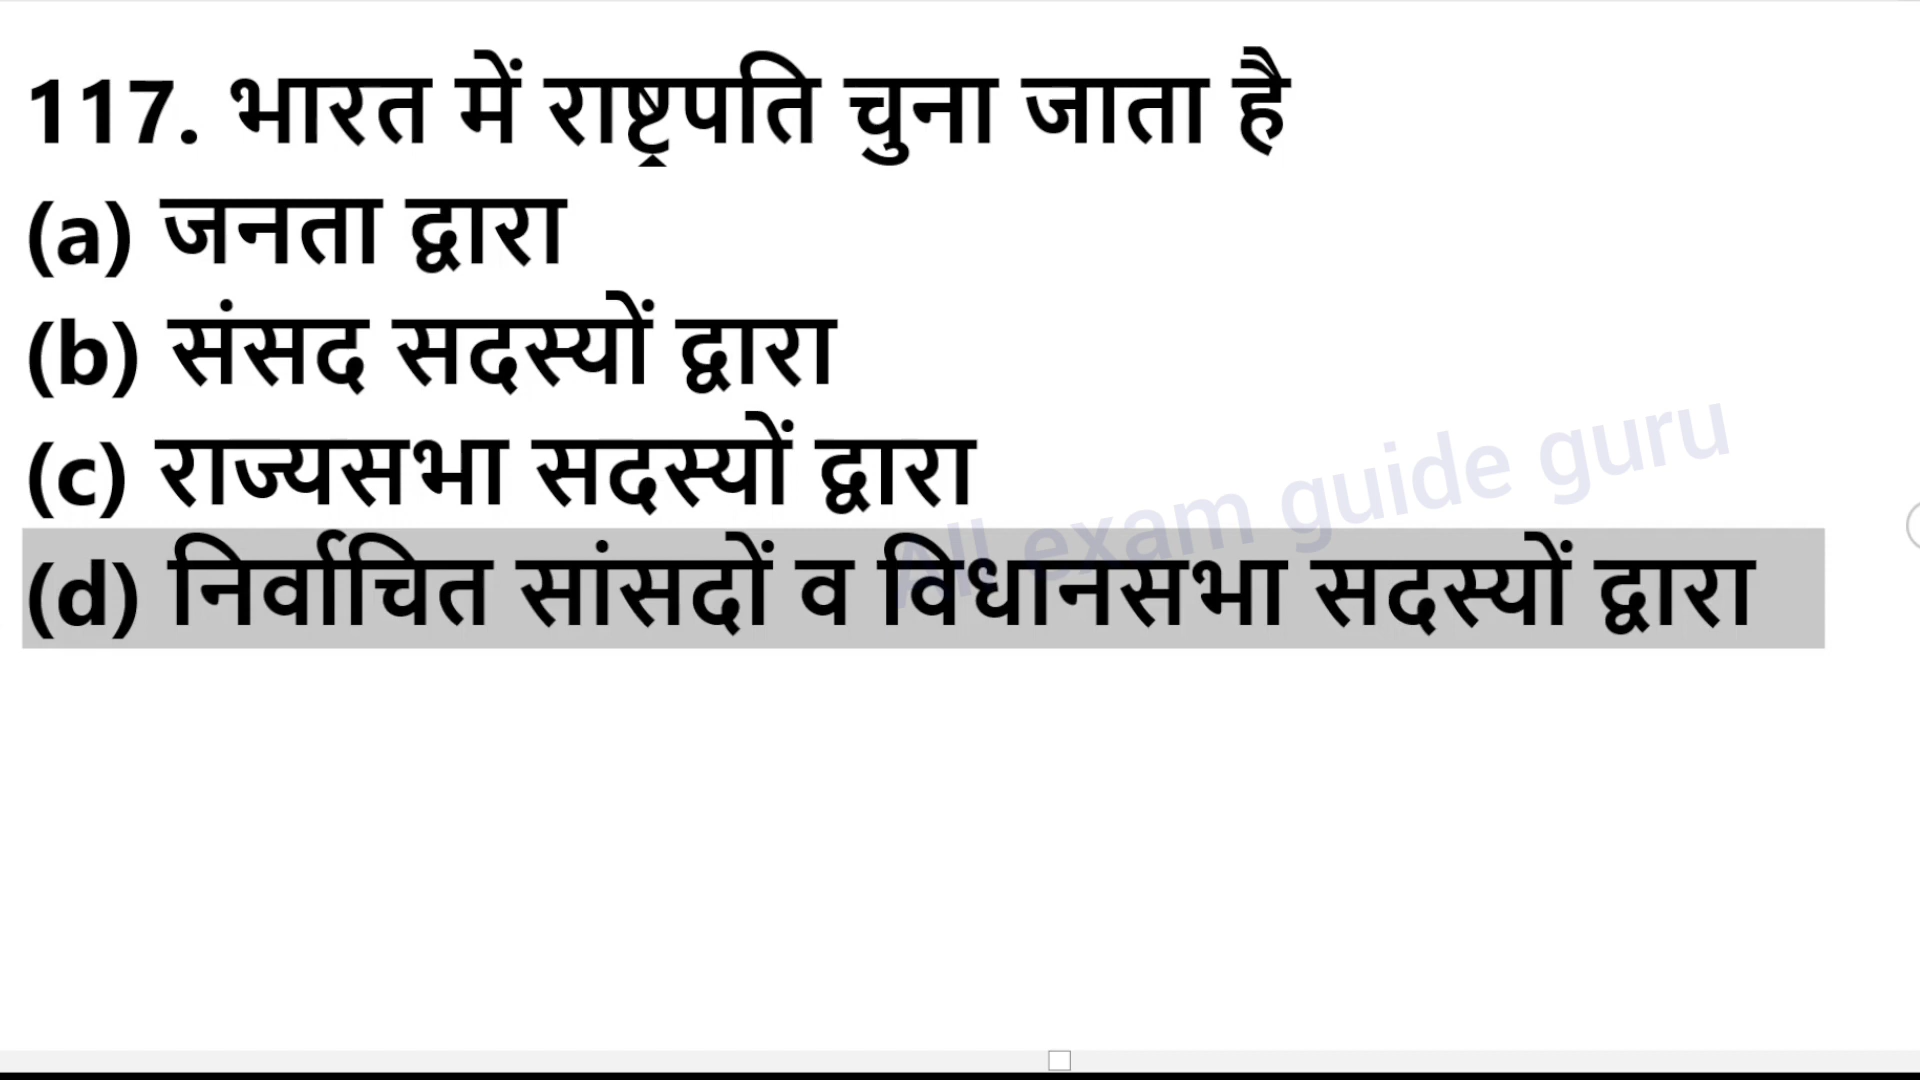 117. भारत में राष्ट्रपति चुना जाता है
(a) जनता द्वारा
(b) संसद सदस्यों द्वारा
(c) राज्यसभा सदस्यों द्वारा
All exam guide guru
(d) निर्वाचित सांसदों व विधानसभा सदस्यों द्वारा